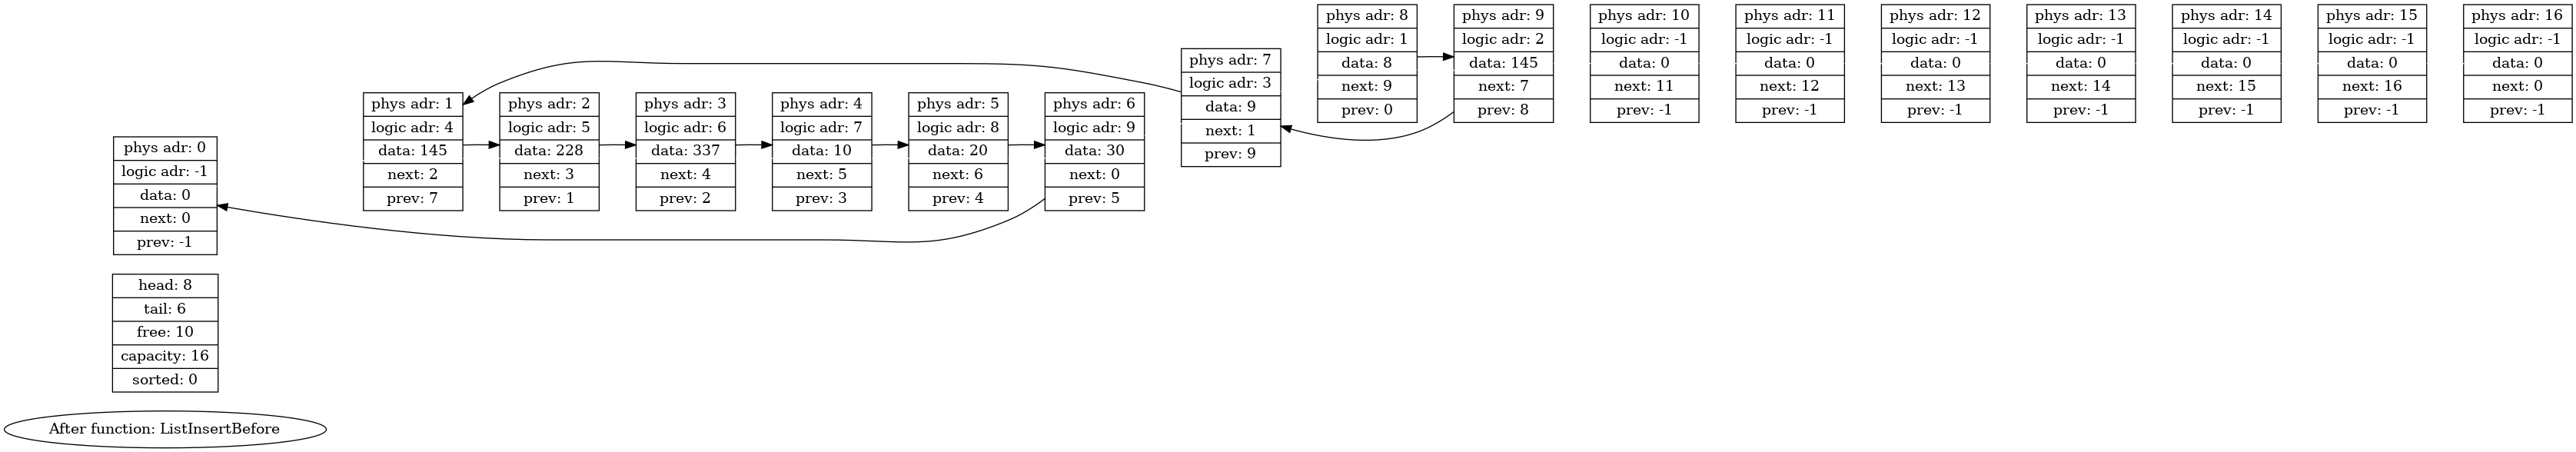 phys adr: 0
logic adr: -1
data: 0
next: 0
prev: -1
head: 8
tail: 6
free: 10
capacity: 16
sorted: 0
After function: ListInsertBefore
phys adr: 1
logic adr: 4
data: 145
next: 2
prev: 7
phys adr: 2
logic adr: 5
data: 228
next: 3
prev: 1
phys adr: 3
logic adr: 6
data: 337
next: 4
prev: 2
phys adr: 4
logic adr: 7
data: 10
next: 5
prev: 3
phys adr: 5
logic adr: 8
data: 20
next: 6
prev: 4
phys adr: 6
logic adr: 9
data: 30
next: 0
prev: 5
phys adr: 7
logic adr: 3
data: 9
next: 1
prev: 9
phys adr: 8
logic adr: 1
data: 8
next: 9
prev: 0
phys adr: 9
logic adr: 2
data: 145
next: 7
prev: 8
phys adr: 10
logic adr: -1
data: 0
next: 11
prev: -1
phys adr: 11
logic adr: -1
data: 0
next: 12
prev: -1
phys adr: 12
logic adr: -1
data: 0
next: 13
prev: -1
phys adr: 13
logic adr: -1
data: 0
next: 14
prev: -1
phys adr: 14
logic adr: -1
data: 0
next: 15
prev: -1
phys adr: 15
logic adr: -1
data: 0
next: 16
prev: -1
phys adr: 16
logic adr: -1
data: 0
next: 0
prev: -1